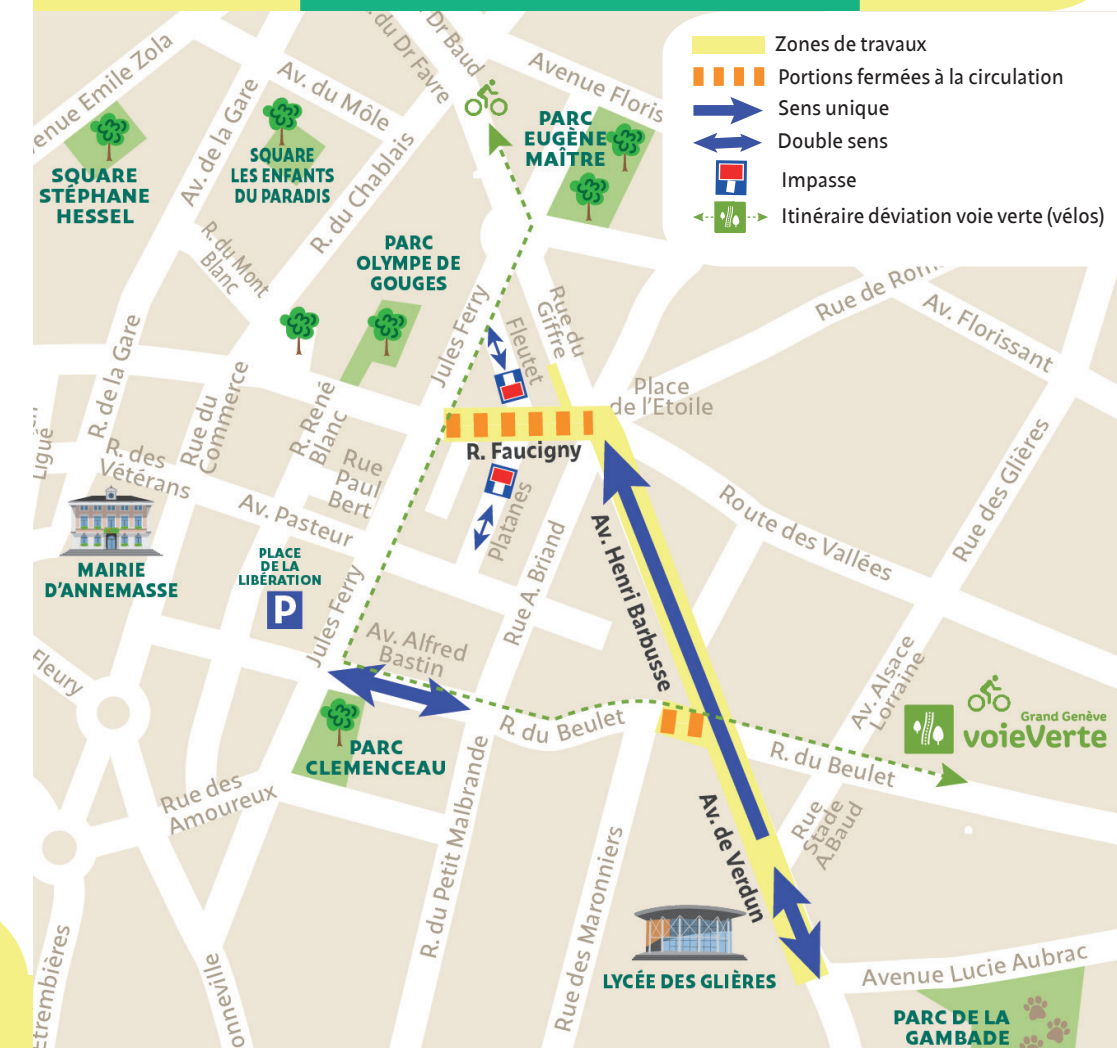 Zones de travaux
Portions fermées à la circulation
Sens unique
Double sens
Impasse
Itinéraire déviation voie verte (vélos)
Avenue Floris
du Dr Favre
Dr Baud
enue Emile Zola
Av. de la Gare
Av. du Môle
R. du Chablais
SQUARE
STÉPHANE
HESSEL
SQUARE
LES ENFANTS
DU PARADIS
PARC
EUGÈNE
MAÎTRE
R. du Mont
Blanc
PARC
OLYMPE DE
GOUGES
Jules Ferry
Fleutet
Rue du
Giffre
Rue de Rom
Av. Florissant
Place
de l'Etoile
R. de la Gare
Rue du
Commerce
R. René
Blanc
Ligué
R. des
Vétérans
Rue
Paul
Bert
R. Faucigny
Av. Pasteur
Platanes
Rue A. Briand
Route des Vallées
Rue des Glières
MAIRIE
D'ANNEMASSE
PLACE
DE LA
LIBÉRATION
P
Jules Ferry
Av. Alfred
Bastin
Av. Henri Barbusse
Av. Alsace
Lorraine
Fleury
PARC
CLEMENCEAU
R. du Beulet
R. du Beulet
Grand Genève
voieVerte
Rue des
Amoureux
R. du Petit Malbrande
Rue des Maronniers
Av. de Verdun
Rue
Stade
A.Baud
LYCÉE DES GLIÈRES
Avenue Lucie Aubrac
PARC DE LA
GAMBADE
Etrembières
onneville